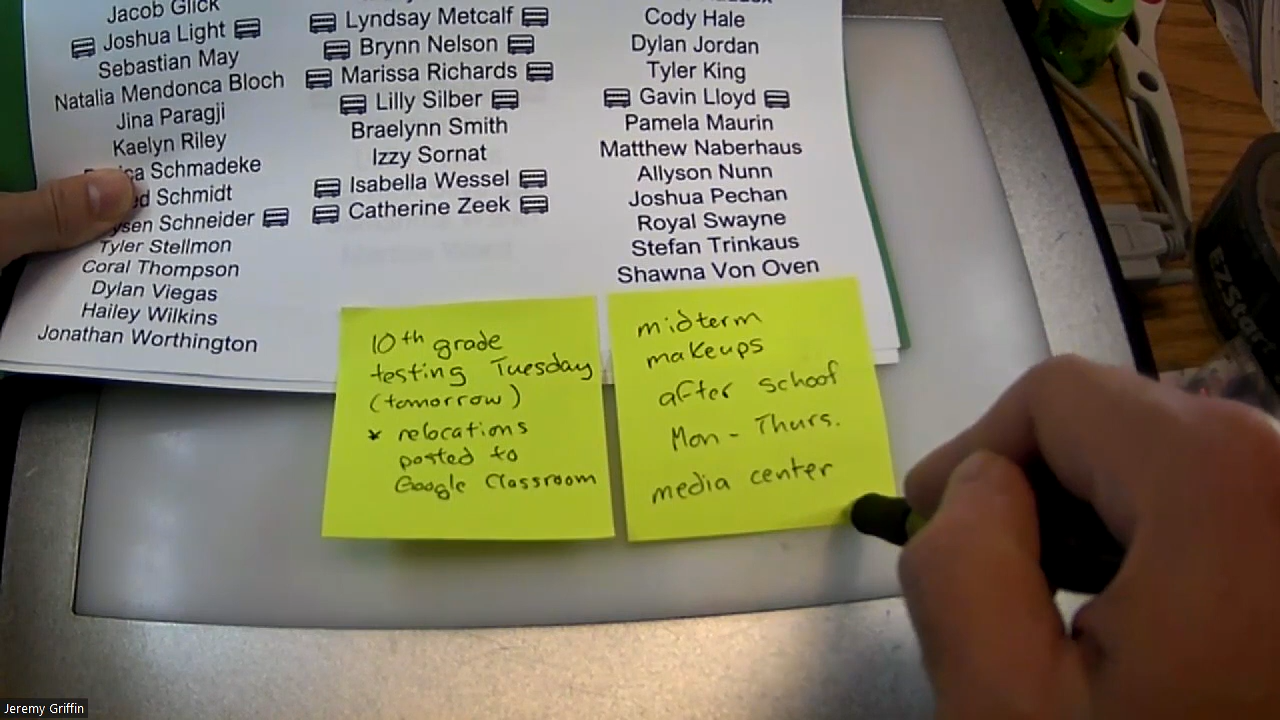 Jacob Glick
Joshua Light
Sebastian May
Natalia Mendonca Bloch
Jina Paragji
Kaelyn Riley
Schmadeke
Schmidt
Schneider
Tyler Stellmon
Coral Thompson
Dylan Viegas
Hailey Wilkins
Jonathan Worthington
Lyndsay Metcalf
Brynn Nelson
Marissa Richards
Lilly Silber
Braelynn Smith
Izzy Sornat
Isabella Wessel
Catherine Zeek
Cody Hale
Dylan Jordan
Tyler King
Gavin Lloyd
Pamela Maurin
Matthew Naberhaus
Allyson Nunn
Joshua Pechan
Royal Swayne
Stefan Trinkaus
Shawna Von Oven
10th grade
testing Tuesday
(tomorrow)
* relocations
posted to
Google Classroom
midterm
makeups
after school
Mon - Thurs.
media center
EZStar
Jeremy Griffin